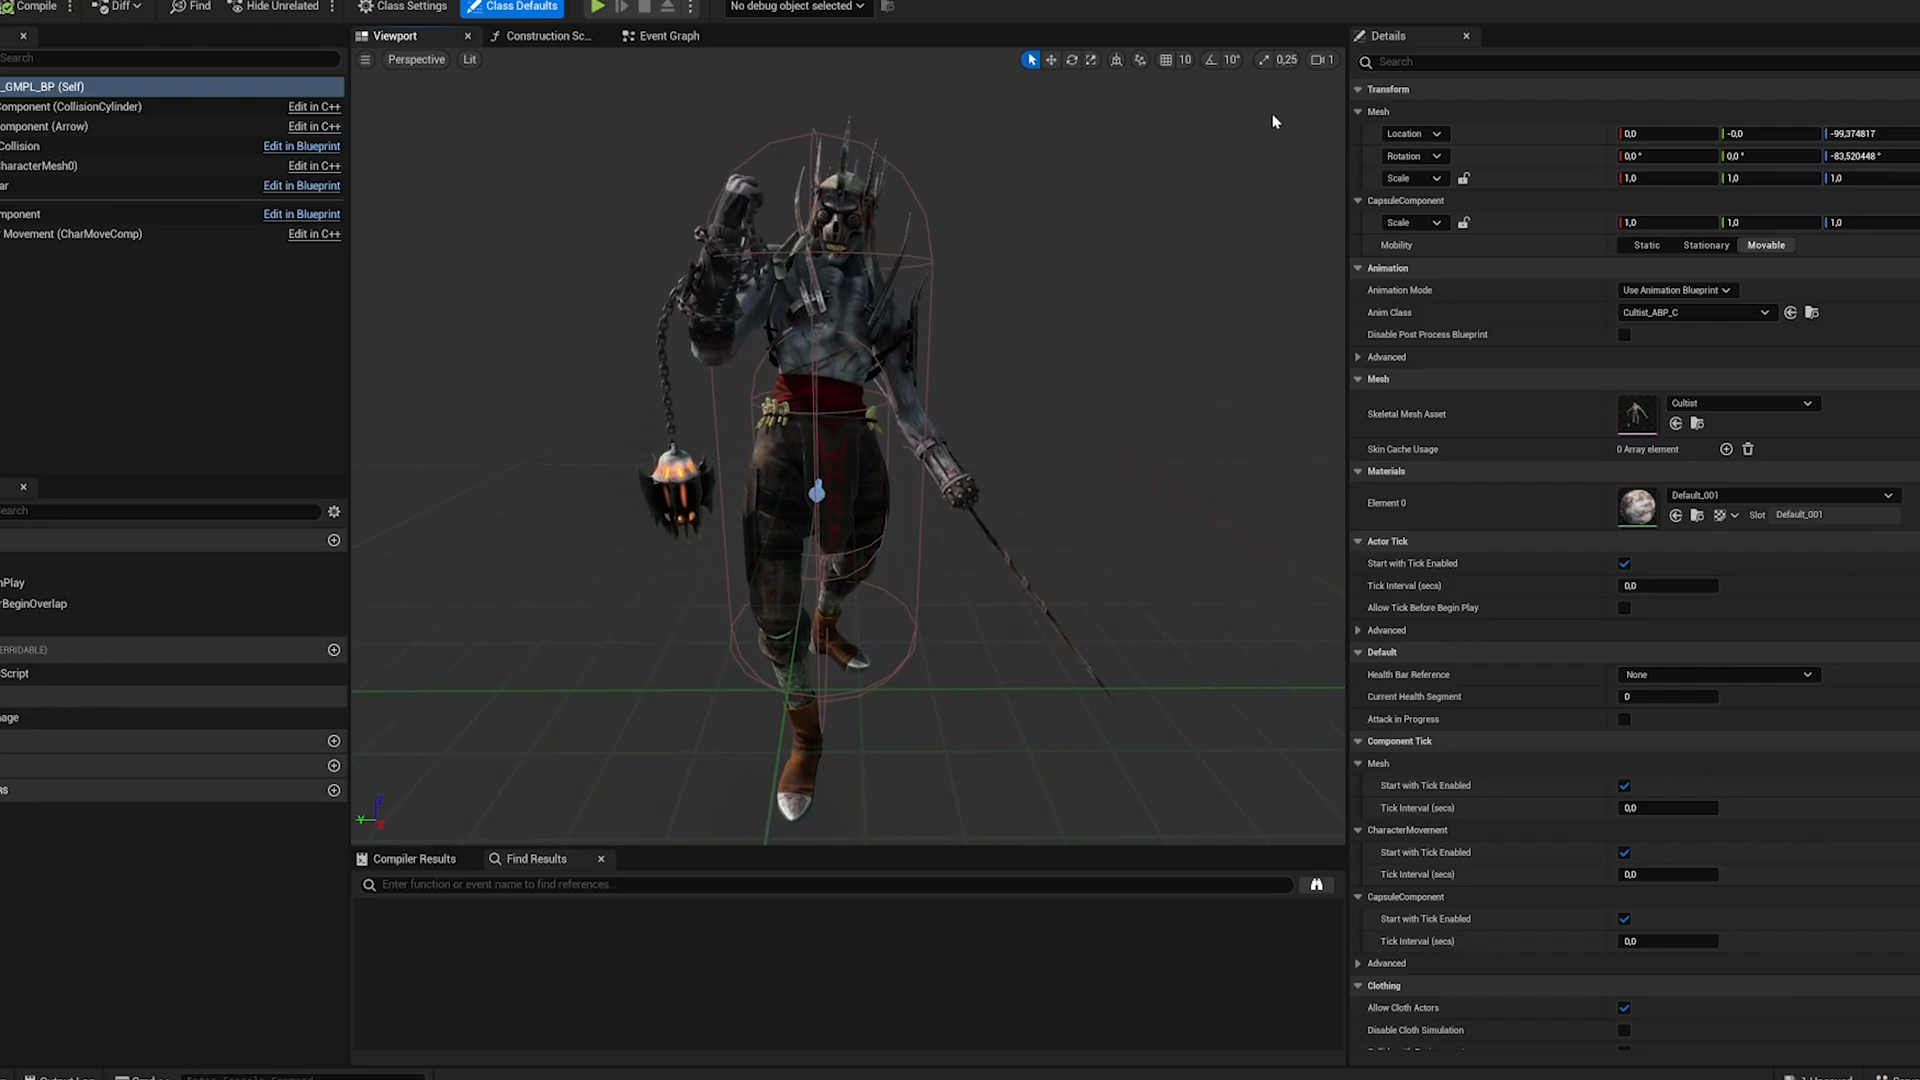 Compile
Diff
Find
Hide Unrelated
Class Settings
Class Defaults
No debug object selected
Search
_GMPL_BP (Self)
omponent (CollisionCylinder) Edit in C++
omponent (Arrow) Edit in C++
Collision Edit in Blueprint
haracterMesh0) Edit in C++
ar Edit in Blueprint
mponent Edit in Blueprint
Movement (CharMoveComp) Edit in C++
earch
nPlay
rBeginOverlap
ERRIDABLE)
Script
nage
RS
Viewport
Construction Sc...
Event Graph
Perspective
Lit
10
10°
0,25
1
Compiler Results
Find Results
Enter function or event name to find references...
Details
Search
Transform
Mesh
Location 0,0 -0,0 -99,374817
Rotation 0,0 ° 0,0 ° -83,520448 °
Scale 1,0 1,0 1,0
CapsuleComponent
Scale 1,0 1,0 1,0
Mobility Static Stationary Movable
Animation
Animation Mode Use Animation Blueprint
Anim Class Cultist_ABP_C
Disable Post Process Blueprint
Advanced
Mesh
Skeletal Mesh Asset Cultist
Skin Cache Usage 0 Array element
Materials
Element 0 Default_001
Slot Default_001
Actor Tick
Start with Tick Enabled
Tick Interval (secs) 0,0
Allow Tick Before Begin Play
Advanced
Default
Health Bar Reference None
Current Health Segment 0
Attack in Progress
Component Tick
Mesh
Start with Tick Enabled
Tick Interval (secs) 0,0
CharacterMovement
Start with Tick Enabled
Tick Interval (secs) 0,0
CapsuleComponent
Start with Tick Enabled
Tick Interval (secs) 0,0
Advanced
Clothing
Allow Cloth Actors
Disable Cloth Simulation